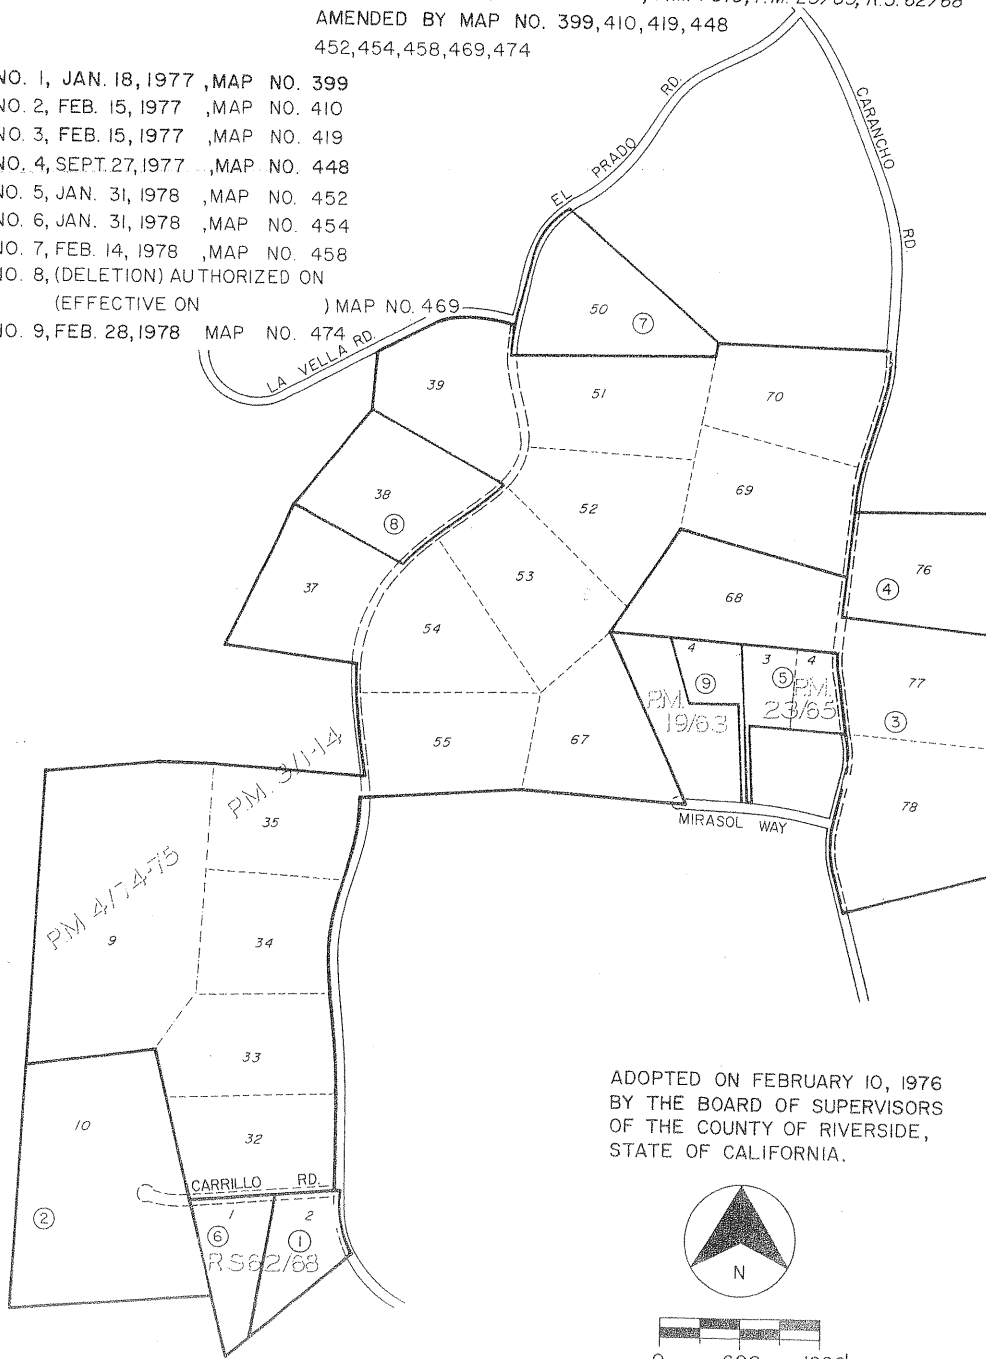 P.M. 23/65, R.S. 62/68
AMENDED BY MAP NO. 399,410,419,448
452,454,458,469,474
NO. 1, JAN. 18, 1977 ,MAP NO. 399
NO. 2, FEB. 15, 1977 ,MAP NO. 410
NO. 3, FEB. 15, 1977 ,MAP NO. 419
NO. 4, SEPT. 27, 1977 ,MAP NO. 448
NO. 5, JAN. 31, 1978 ,MAP NO. 452
NO. 6, JAN. 31, 1978 ,MAP NO. 454
NO. 7, FEB. 14, 1978 ,MAP NO. 458
NO. 8, (DELETION) AUTHORIZED ON
(EFFECTIVE ON ) MAP NO. 469
NO. 9, FEB. 28, 1978 MAP NO. 474
EL PRADO RD.
CARANCHO RD.
LA VELLA RD.
50
7
39
51
70
38
8
52
69
76
4
37
53
54
68
4
9
3
4
5
P.M. 19/63
P.M. 23/65
77
3
55
67
MIRASOL WAY
78
P.M. 3/1-14
35
P.M. 4/74-75
9
34
33
10
32
CARRILLO RD.
2
1
6
2
1
R S 62/68
ADOPTED ON FEBRUARY 10, 1976
BY THE BOARD OF SUPERVISORS
OF THE COUNTY OF RIVERSIDE,
STATE OF CALIFORNIA.
N